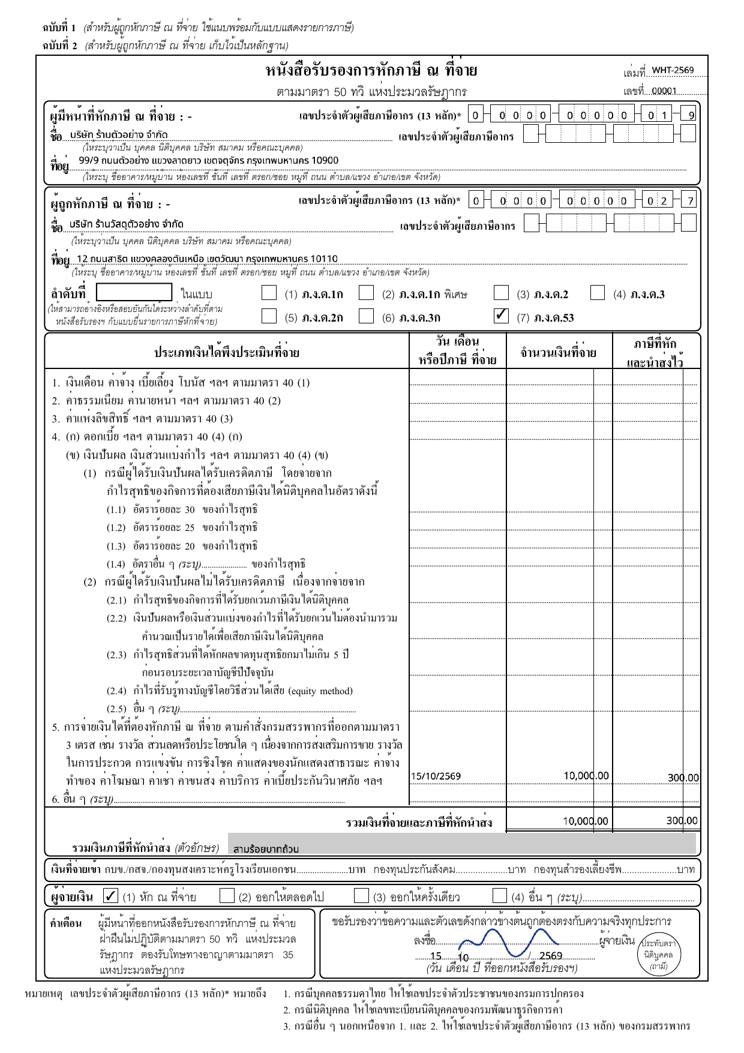 ฉบับที่ 1 (สำหรับผู้ถูกหักภาษี ณ ที่จ่าย ใช้แนบพร้อมกับแบบแสดงรายการภาษี)
ฉบับที่ 2 (สำหรับผู้ถูกหักภาษี ณ ที่จ่าย เก็บไว้เป็นหลักฐาน)
หนังสือรับรองการหักภาษี ณ ที่จ่าย
เล่มที่ WHT-2569
ตามมาตรา 50 ทวิ แห่งประมวลรัษฎากร
เลขที่ 00001
ผู้มีหน้าที่หักภาษี ณ ที่จ่าย : - เลขประจำตัวผู้เสียภาษีอากร (13 หลัก)* 0 0000 00000 01 9
ชื่อ บริษัท ร้านตัวอย่าง จำกัด เลขประจำตัวผู้เสียภาษีอากร
(ให้ระบุว่าเป็น บุคคล นิติบุคคล บริษัท สมาคม หรือคณะบุคคล)
ที่อยู่ 99/9 ถนนตัวอย่าง แขวงลาดยาว เขตจตุจักร กรุงเทพมหานคร 10900
(ให้ระบุ ชื่ออาคาร/หมู่บ้าน ห้องเลขที่ ชั้นที่ เลขที่ ตรอก/ซอย หมู่ที่ ถนน ตำบล/แขวง อำเภอ/เขต จังหวัด)
ผู้ถูกหักภาษี ณ ที่จ่าย : - เลขประจำตัวผู้เสียภาษีอากร (13 หลัก)* 0 0000 00000 02 7
ชื่อ บริษัท ร้านวัสดุตัวอย่าง จำกัด เลขประจำตัวผู้เสียภาษีอากร
(ให้ระบุว่าเป็น บุคคล นิติบุคคล บริษัท สมาคม หรือคณะบุคคล)
ที่อยู่ 12 ถนนสาธิต แขวงคลองตันเหนือ เขตวัฒนา กรุงเทพมหานคร 10110
(ให้ระบุ ชื่ออาคาร/หมู่บ้าน ห้องเลขที่ ชั้นที่ เลขที่ ตรอก/ซอย หมู่ที่ ถนน ตำบล/แขวง อำเภอ/เขต จังหวัด)
ลำดับที่ ในแบบ (1) ภ.ง.ด.1ก (2) ภ.ง.ด.1ก พิเศษ (3) ภ.ง.ด.2 (4) ภ.ง.ด.3
(ให้สามารถอ้างอิงหรือสอบยันกันได้ระหว่างลำดับที่ตาม
หนังสือรับรองฯ กับแบบยื่นรายการภาษีหักที่จ่าย) (5) ภ.ง.ด.2ก (6) ภ.ง.ด.3ก ✓ (7) ภ.ง.ด.53
ประเภทเงินได้พึงประเมินที่จ่าย
วัน เดือน
หรือปีภาษี ที่จ่าย
จำนวนเงินที่จ่าย
ภาษีที่หัก
และนำส่งไว้
1. เงินเดือน ค่าจ้าง เบี้ยเลี้ยง โบนัส ฯลฯ ตามมาตรา 40 (1)
2. ค่าธรรมเนียม ค่านายหน้า ฯลฯ ตามมาตรา 40 (2)
3. ค่าแห่งลิขสิทธิ์ ฯลฯ ตามมาตรา 40 (3)
4. (ก) ดอกเบี้ย ฯลฯ ตามมาตรา 40 (4) (ก)
(ข) เงินปันผล เงินส่วนแบ่งกำไร ฯลฯ ตามมาตรา 40 (4) (ข)
(1) กรณีผู้ได้รับเงินปันผลได้รับเครดิตภาษี โดยจ่ายจาก
กำไรสุทธิของกิจการที่ต้องเสียภาษีเงินได้นิติบุคคลในอัตราดังนี้
(1.1) อัตราร้อยละ 30 ของกำไรสุทธิ
(1.2) อัตราร้อยละ 25 ของกำไรสุทธิ
(1.3) อัตราร้อยละ 20 ของกำไรสุทธิ
(1.4) อัตราอื่น ๆ (ระบุ).................... ของกำไรสุทธิ
(2) กรณีผู้ได้รับเงินปันผลไม่ได้รับเครดิตภาษี เนื่องจากจ่ายจาก
(2.1) กำไรสุทธิของกิจการที่ได้รับยกเว้นภาษีเงินได้นิติบุคคล
(2.2) เงินปันผลหรือเงินส่วนแบ่งของกำไรที่ได้รับยกเว้นไม่ต้องนำมารวม
คำนวณเป็นรายได้เพื่อเสียภาษีเงินได้นิติบุคคล
(2.3) กำไรสุทธิส่วนที่ได้หักผลขาดทุนสุทธิยกมาไม่เกิน 5 ปี
ก่อนรอบระยะเวลาบัญชีปีปัจจุบัน
(2.4) กำไรที่รับรู้ทางบัญชีโดยวิธีส่วนได้เสีย (equity method)
(2.5) อื่น ๆ (ระบุ)....................
5. การจ่ายเงินได้ที่ต้องหักภาษี ณ ที่จ่าย ตามคำสั่งกรมสรรพากรที่ออกตามมาตรา
3 เตรส เช่น รางวัล ส่วนลดหรือประโยชน์ใด ๆ เนื่องจากการส่งเสริมการขาย รางวัล
ในการประกวด การแข่งขัน การชิงโชค ค่าแสดงของนักแสดงสาธารณะ ค่าจ้าง
ทำของ ค่าโฆษณา ค่าเช่า ค่าขนส่ง ค่าบริการ ค่าเบี้ยประกันวินาศภัย ฯลฯ 15/10/2569 10,000.00 300.00
6. อื่น ๆ (ระบุ)....................
รวมเงินที่จ่ายและภาษีที่หักนำส่ง 10,000.00 300.00
รวมเงินภาษีที่หักนำส่ง (ตัวอักษร) สามร้อยบาทถ้วน
เงินที่จ่ายเข้า กบข./กสจ./กองทุนสงเคราะห์ครูโรงเรียนเอกชน....................บาท กองทุนประกันสังคม....................บาท กองทุนสำรองเลี้ยงชีพ....................บาท
ผู้จ่ายเงิน ✓ (1) หัก ณ ที่จ่าย (2) ออกให้ตลอดไป (3) ออกให้ครั้งเดียว (4) อื่น ๆ (ระบุ)....................
คำเตือน ผู้มีหน้าที่ออกหนังสือรับรองการหักภาษี ณ ที่จ่าย
ฝ่าฝืนไม่ปฏิบัติตามมาตรา 50 ทวิ แห่งประมวล
รัษฎากร ต้องรับโทษทางอาญาตามมาตรา 35
แห่งประมวลรัษฎากร
ขอรับรองว่าข้อความและตัวเลขดังกล่าวข้างต้นถูกต้องตรงกับความจริงทุกประการ
ลงชื่อ....................ผู้จ่ายเงิน
15 10 / 2569
(วัน เดือน ปี ที่ออกหนังสือรับรองฯ)
ประทับตรา
นิติบุคคล
(ถ้ามี)
หมายเหตุ เลขประจำตัวผู้เสียภาษีอากร (13 หลัก)* หมายถึง 1. กรณีบุคคลธรรมดาไทย ให้ใช้เลขประจำตัวประชาชนของกรมการปกครอง
2. กรณีนิติบุคคล ให้ใช้เลขทะเบียนนิติบุคคลของกรมพัฒนาธุรกิจการค้า
3. กรณีอื่น ๆ นอกเหนือจาก 1. และ 2. ให้ใช้เลขประจำตัวผู้เสียภาษีอากร (13 หลัก) ของกรมสรรพากร